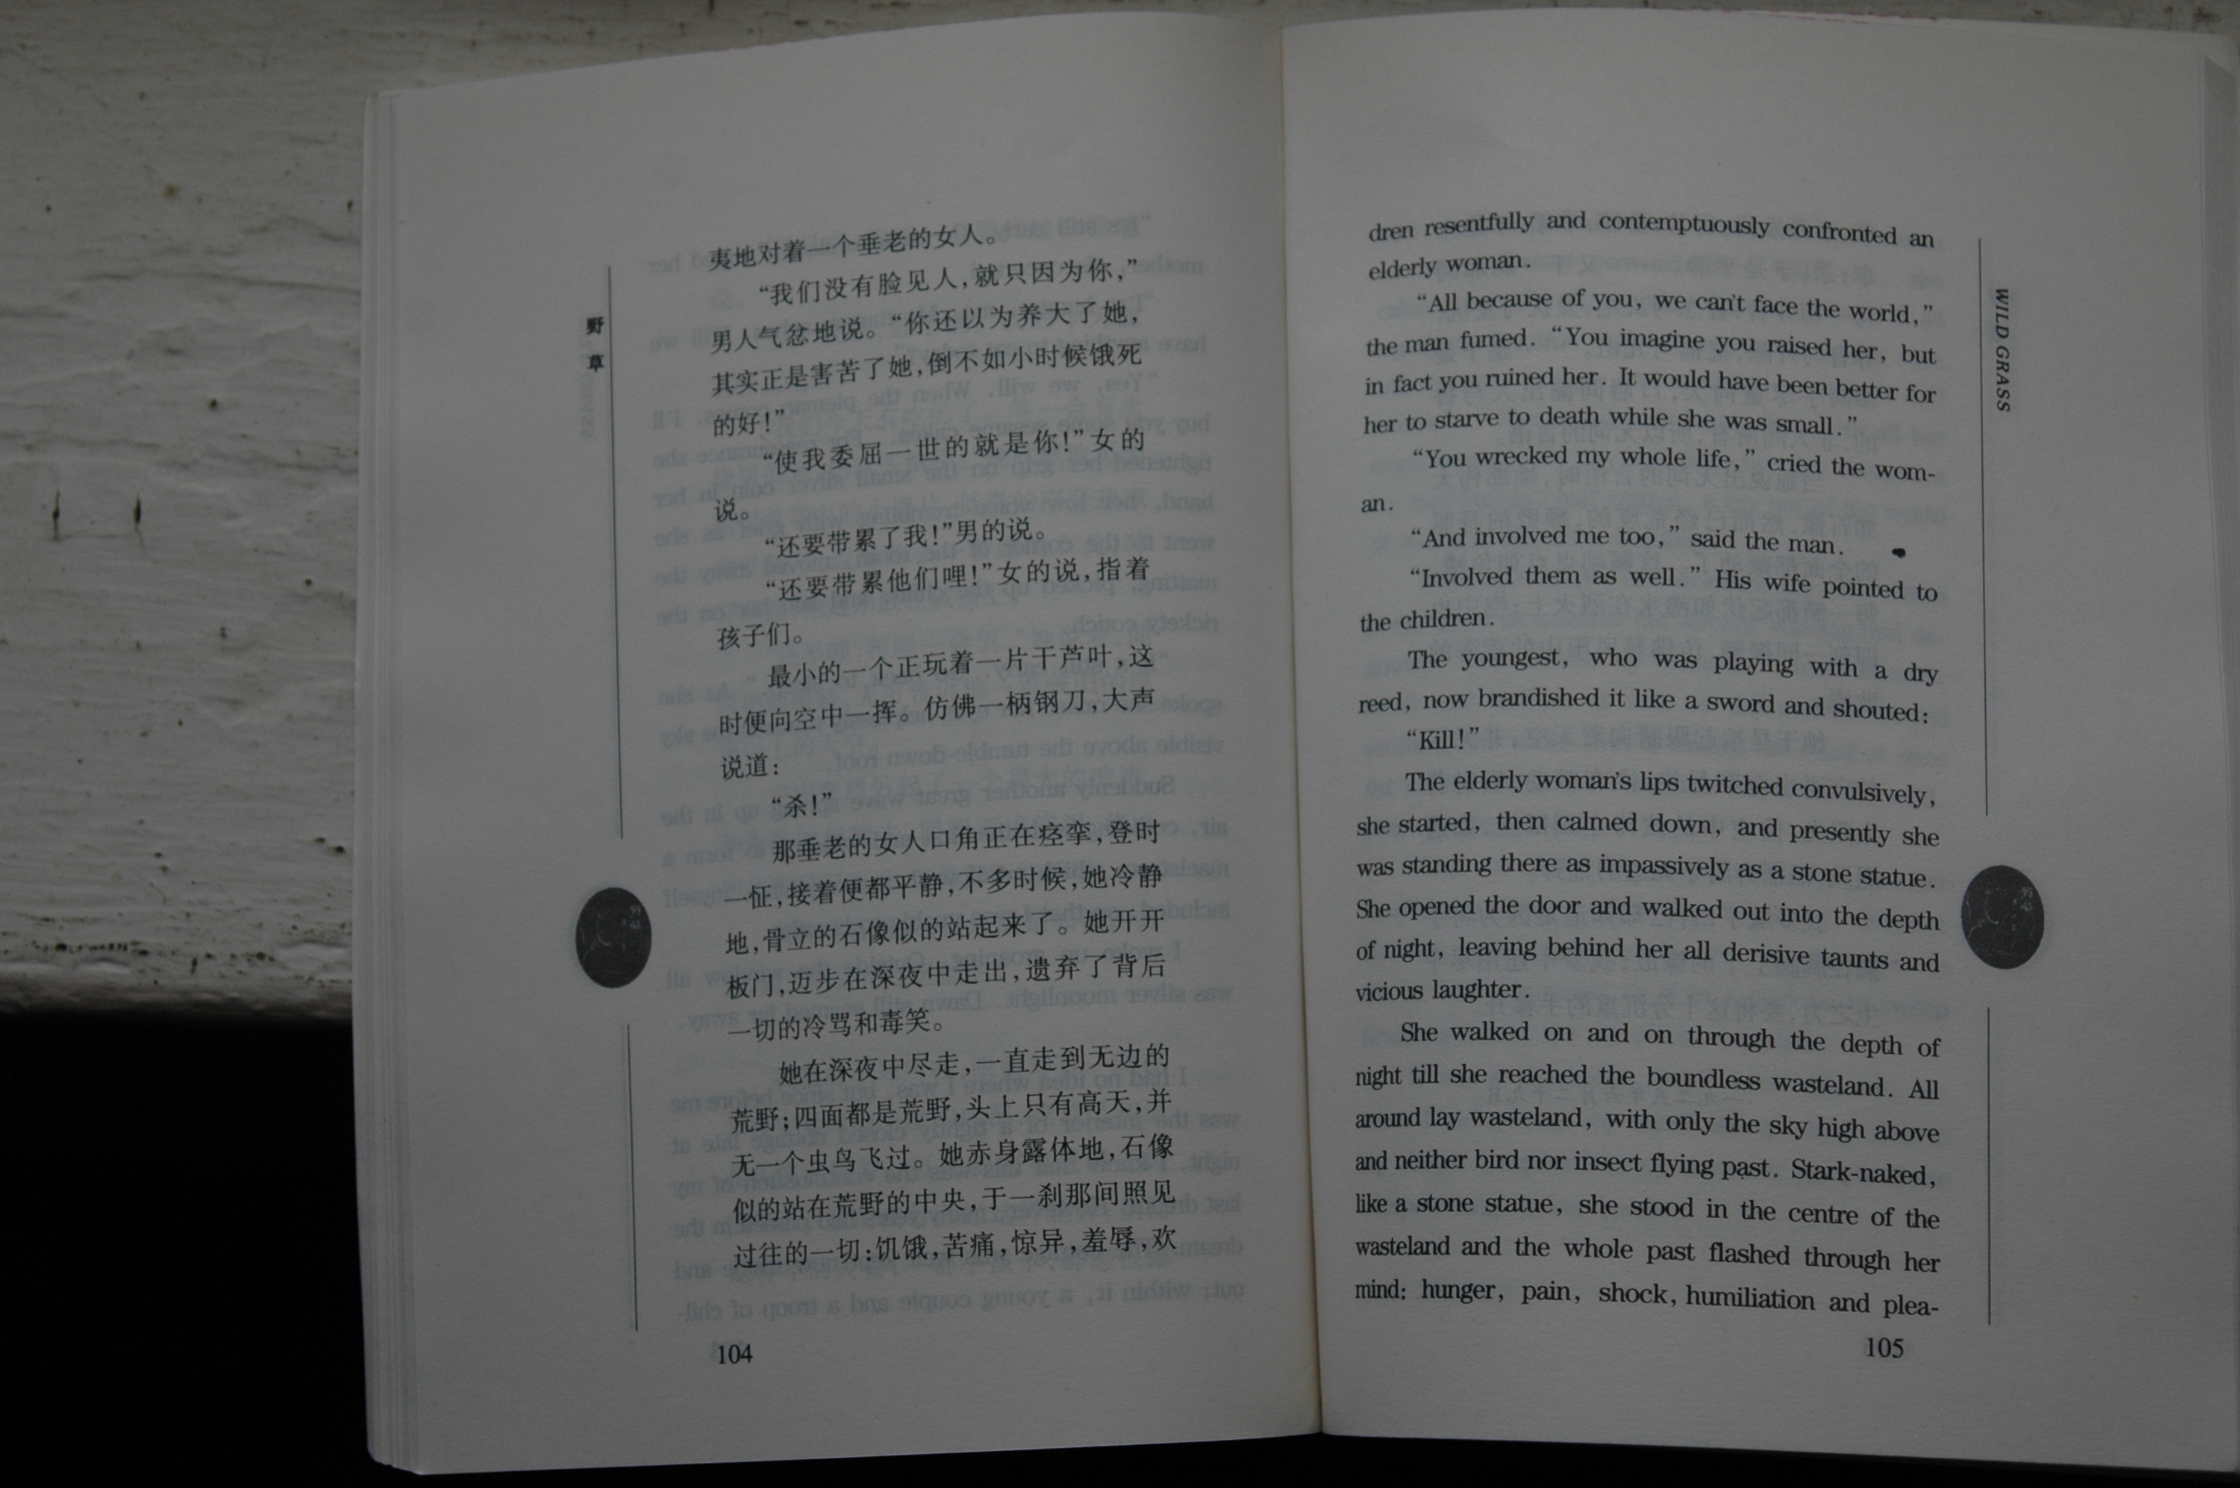 野草
夷地对着一个垂老的女人。
“我们没有脸见人，就只因为你，”
男人气忿地说。“你还以为养大了她，
其实正是害苦了她，倒不如小时候饿死
的好！”
“使我委屈一世的就是你！”女的
说。
“还要带累了我！”男的说。
“还要带累他们哩！”女的说，指着
孩子们。
最小的一个正玩着一片干芦叶，这
时便向空中一挥。仿佛一柄钢刀，大声
说道：
“杀！”
那垂老的女人口角正在痉挛，登时
一怔，接着便都平静，不多时候，她冷静
地，骨立的石像似的站起来了。她开开
板门，迈步在深夜中走出，遗弃了背后
一切的冷骂和毒笑。
她在深夜中尽走，一直走到无边的
荒野；四面都是荒野，头上只有高天，并
无一个虫鸟飞过。她赤身露体地，石像
似的站在荒野的中央，于一刹那间照见
过往的一切：饥饿，苦痛，惊异，羞辱，欢
104
dren resentfully and contemptuously confronted an
elderly woman.
“All because of you, we can't face the world,”
the man fumed. “You imagine you raised her, but
in fact you ruined her. It would have been better for
her to starve to death while she was small.”
“You wrecked my whole life,” cried the wom-
an.
“And involved me too,” said the man.
“Involved them as well.” His wife pointed to
the children.
The youngest, who was playing with a dry
reed, now brandished it like a sword and shouted:
“Kill!”
The elderly woman's lips twitched convulsively,
she started, then calmed down, and presently she
was standing there as impassively as a stone statue.
She opened the door and walked out into the depth
of night, leaving behind her all derisive taunts and
vicious laughter.
She walked on and on through the depth of
night till she reached the boundless wasteland. All
around lay wasteland, with only the sky high above
and neither bird nor insect flying past. Stark-naked,
like a stone statue, she stood in the centre of the
wasteland and the whole past flashed through her
mind: hunger, pain, shock, humiliation and plea-
105
WILD GRASS